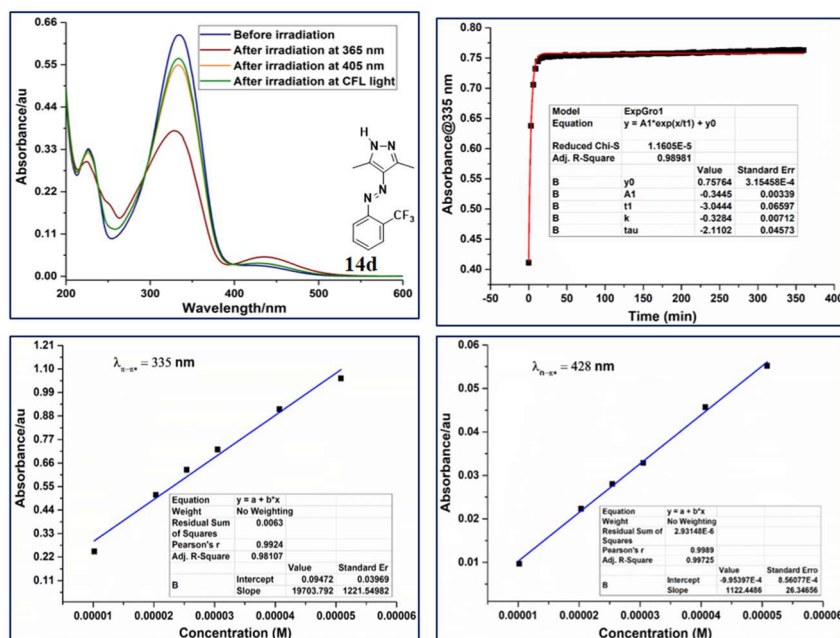 0.66
0.55
0.44
0.33
0.22
0.11
0.00
Absorbance/au
Before irradiation
After irradiation at 365 nm
After irradiation at 405 nm
After irradiation at CFL light
H
N
N
N
N
CF3
14d
200 300 400 500 600
Wavelength/nm
0.75
0.70
0.65
0.60
0.55
0.50
0.45
0.40
Absorbance@335 nm
Model ExpGro1
Equation y = A1*exp(x/t1) + y0
Reduced Chi-S 1.1605E-5
Adj. R-Square 0.98981
Value Standard Err
B y0 0.75764 3.15458E-4
B A1 -0.3445 0.00339
B t1 -3.0444 0.06597
B k -0.3284 0.00712
B tau -2.1102 0.04573
-50 0 50 100 150 200 250 300 350 400
Time (min)
1.21
1.10
0.99
0.88
0.77
0.66
0.55
0.44
0.33
0.22
0.11
Absorbance/au
λπ−π* = 335 nm
Equation y = a + b*x
Weight No Weighting
Residual Sum 0.0063
of Squares
Pearson's r 0.9924
Adj. R-Square 0.98107
Value Standard Er
B Intercept 0.09472 0.03969
Slope 19703.792 1221.54982
0.00001 0.00002 0.00003 0.00004 0.00005 0.00006
Concentration (M)
0.06
0.05
0.04
0.03
0.02
0.01
Absorbance/au
λn−π* = 428 nm
Equation y = a + b*x
Weight No Weighting
Residual Sum of 2.93148E-6
Squares
Pearson's r 0.9989
Adj. R-Square 0.99725
Value Standard Erro
B Intercept -9.95397E-4 8.56077E-4
Slope 1122.4486 26.34656
0.00001 0.00002 0.00003 0.00004 0.00005 0.00006
Concentration (M)